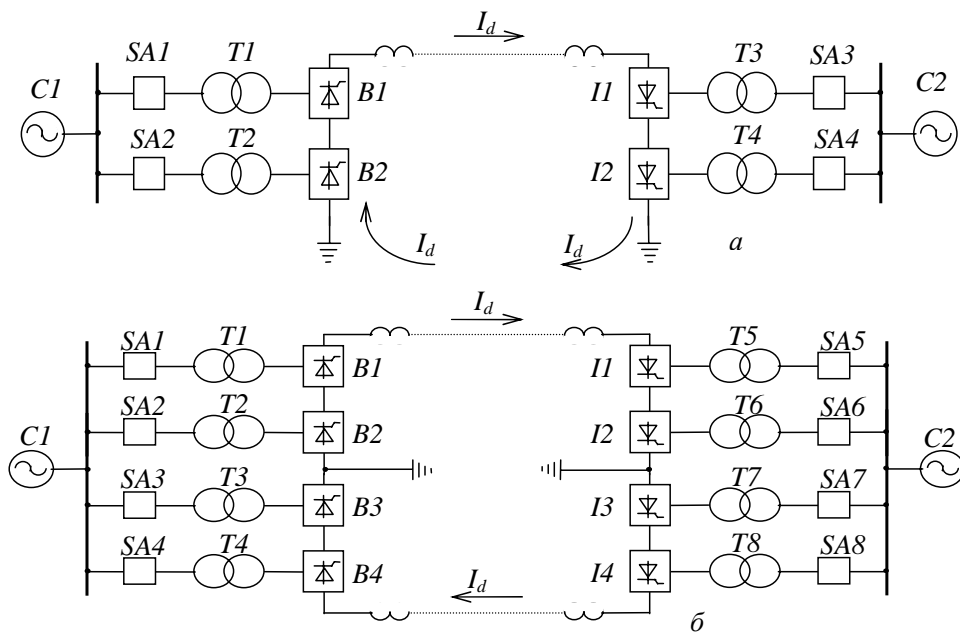 I_d
SA1 T1 T3 SA3
C1 B1 I1 C2
SA2 T2 T4 SA4
B2 I2
I_d I_d а
I_d
SA1 T1 T5 SA5
B1 I1
SA2 T2 T6 SA6
C1 B2 I2 C2
SA3 T3 T7 SA7
B3 I3
SA4 T4 T8 SA8
B4 I4
I_d б